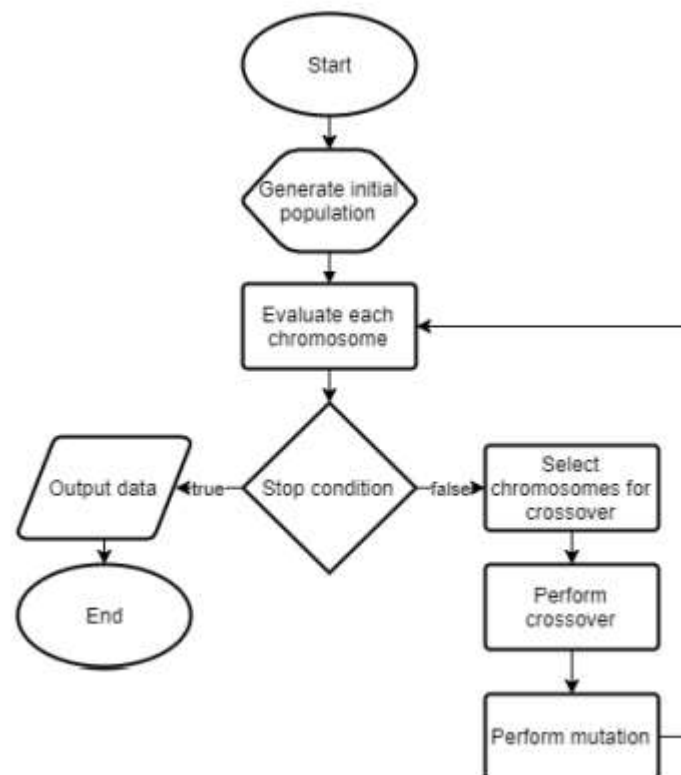 Start
Generate initial
population
Evaluate each
chromosome
Stop condition
true
false
Output data
End
Select
chromosomes for
crossover
Perform
crossover
Perform mutation